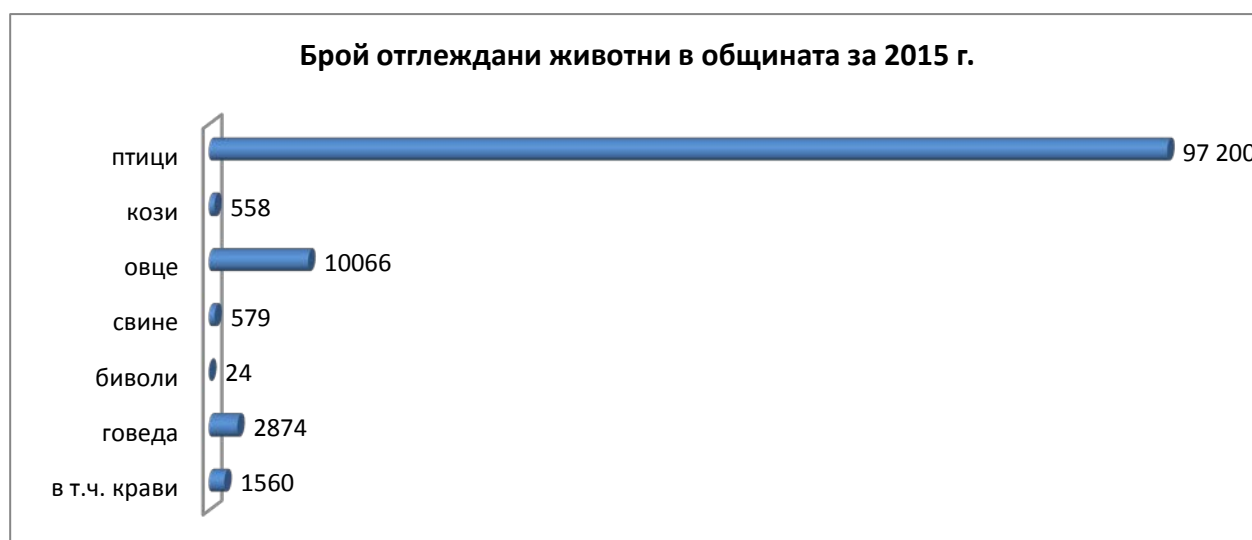 Брой отглеждани животни в общината за 2015 г.
птици 97 200
кози 558
овце 10066
свине 579
биволи 24
говеда 2874
в т.ч. крави 1560